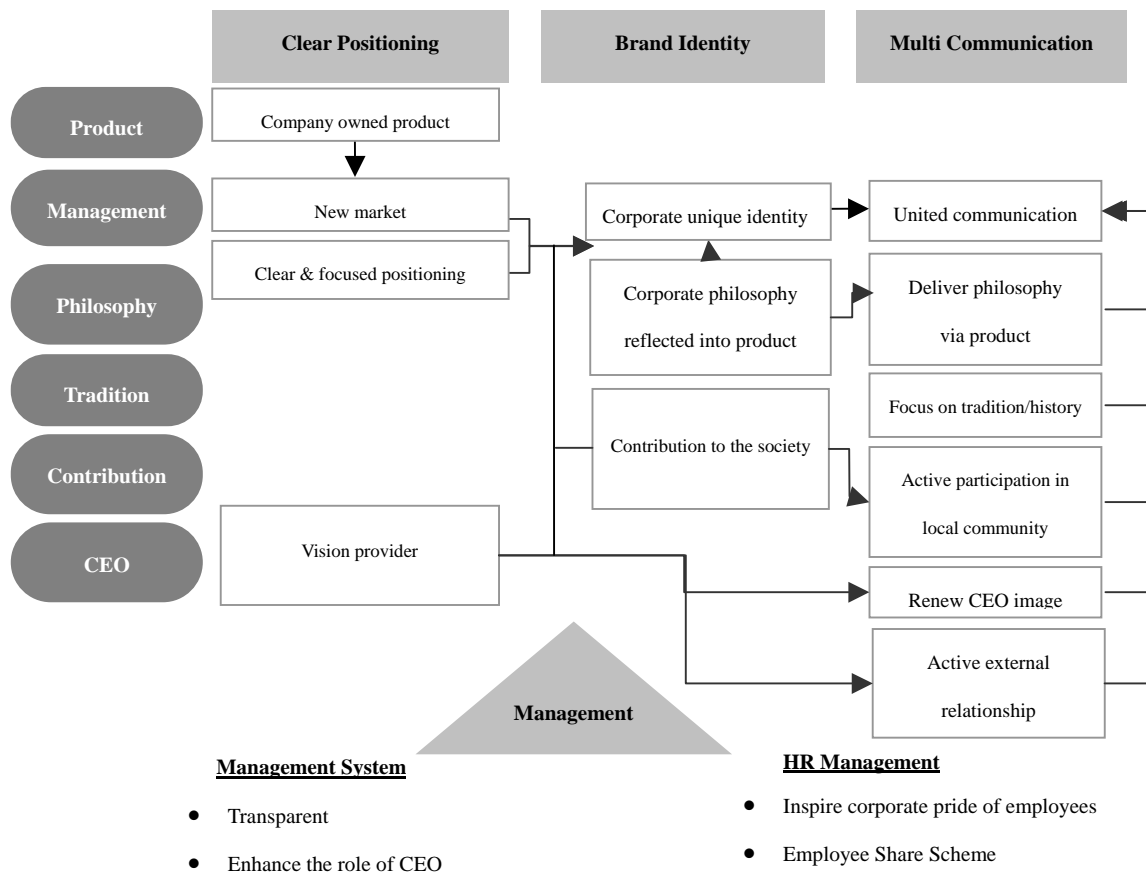 Clear Positioning
Brand Identity
Multi Communication
Product
Company owned product
Management
New market
Corporate unique identity
United communication
Clear & focused positioning
Philosophy
Corporate philosophy
reflected into product
Deliver philosophy
via product
Tradition
Focus on tradition/history
Contribution
Contribution to the society
Active participation in
local community
CEO
Vision provider
Renew CEO image
Active external
relationship
Management
Management System
● Transparent
● Enhance the role of CEO
HR Management
● Inspire corporate pride of employees
● Employee Share Scheme